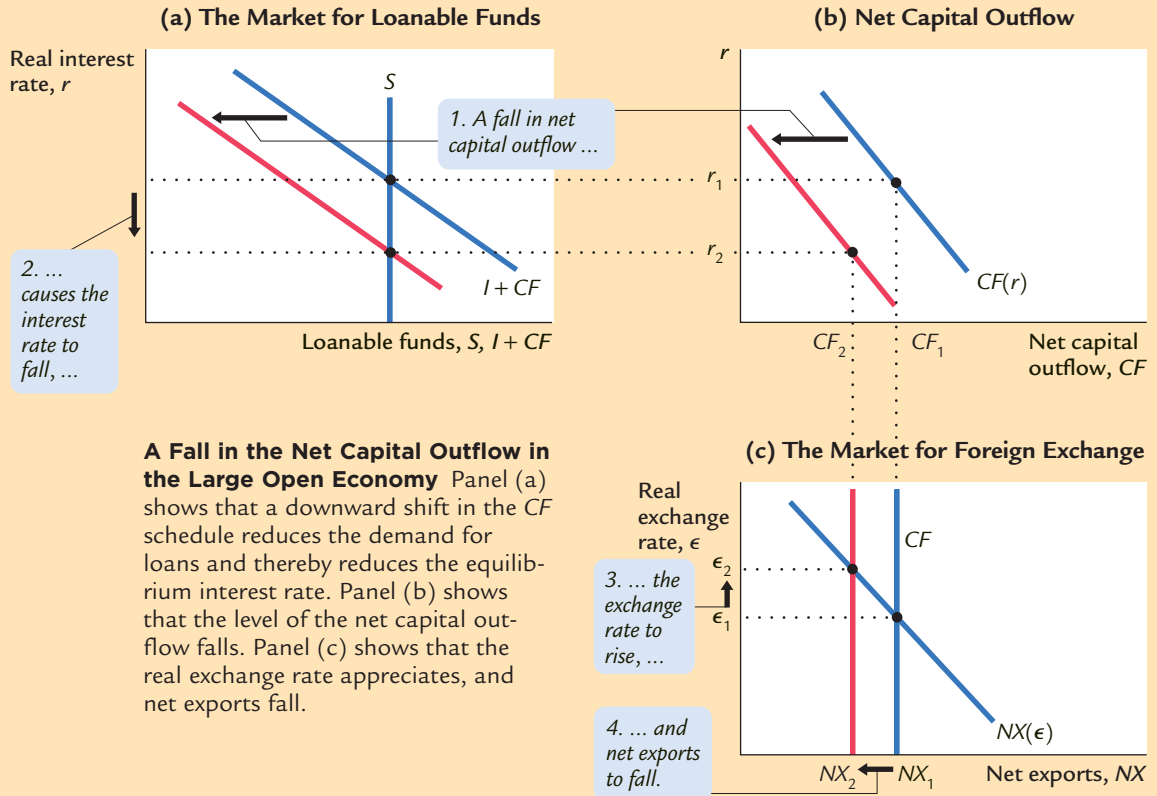 (a) The Market for Loanable Funds
Real interest
rate, r
S
I + CF
Loanable funds, S, I + CF
1. A fall in net
capital outflow ...
2. ...
causes the
interest
rate to
fall, ...
(b) Net Capital Outflow
r
r₁
r₂
CF(r)
CF₂
CF₁
Net capital
outflow, CF
A Fall in the Net Capital Outflow in
the Large Open Economy Panel (a)
shows that a downward shift in the CF
schedule reduces the demand for
loans and thereby reduces the equilib-
rium interest rate. Panel (b) shows
that the level of the net capital out-
flow falls. Panel (c) shows that the
real exchange rate appreciates, and
net exports fall.
(c) The Market for Foreign Exchange
Real
exchange
rate, ϵ
CF
ϵ₂
ϵ₁
3. ... the
exchange
rate to
rise, ...
NX(ϵ)
4. ... and
net exports
to fall.
NX₂
NX₁
Net exports, NX